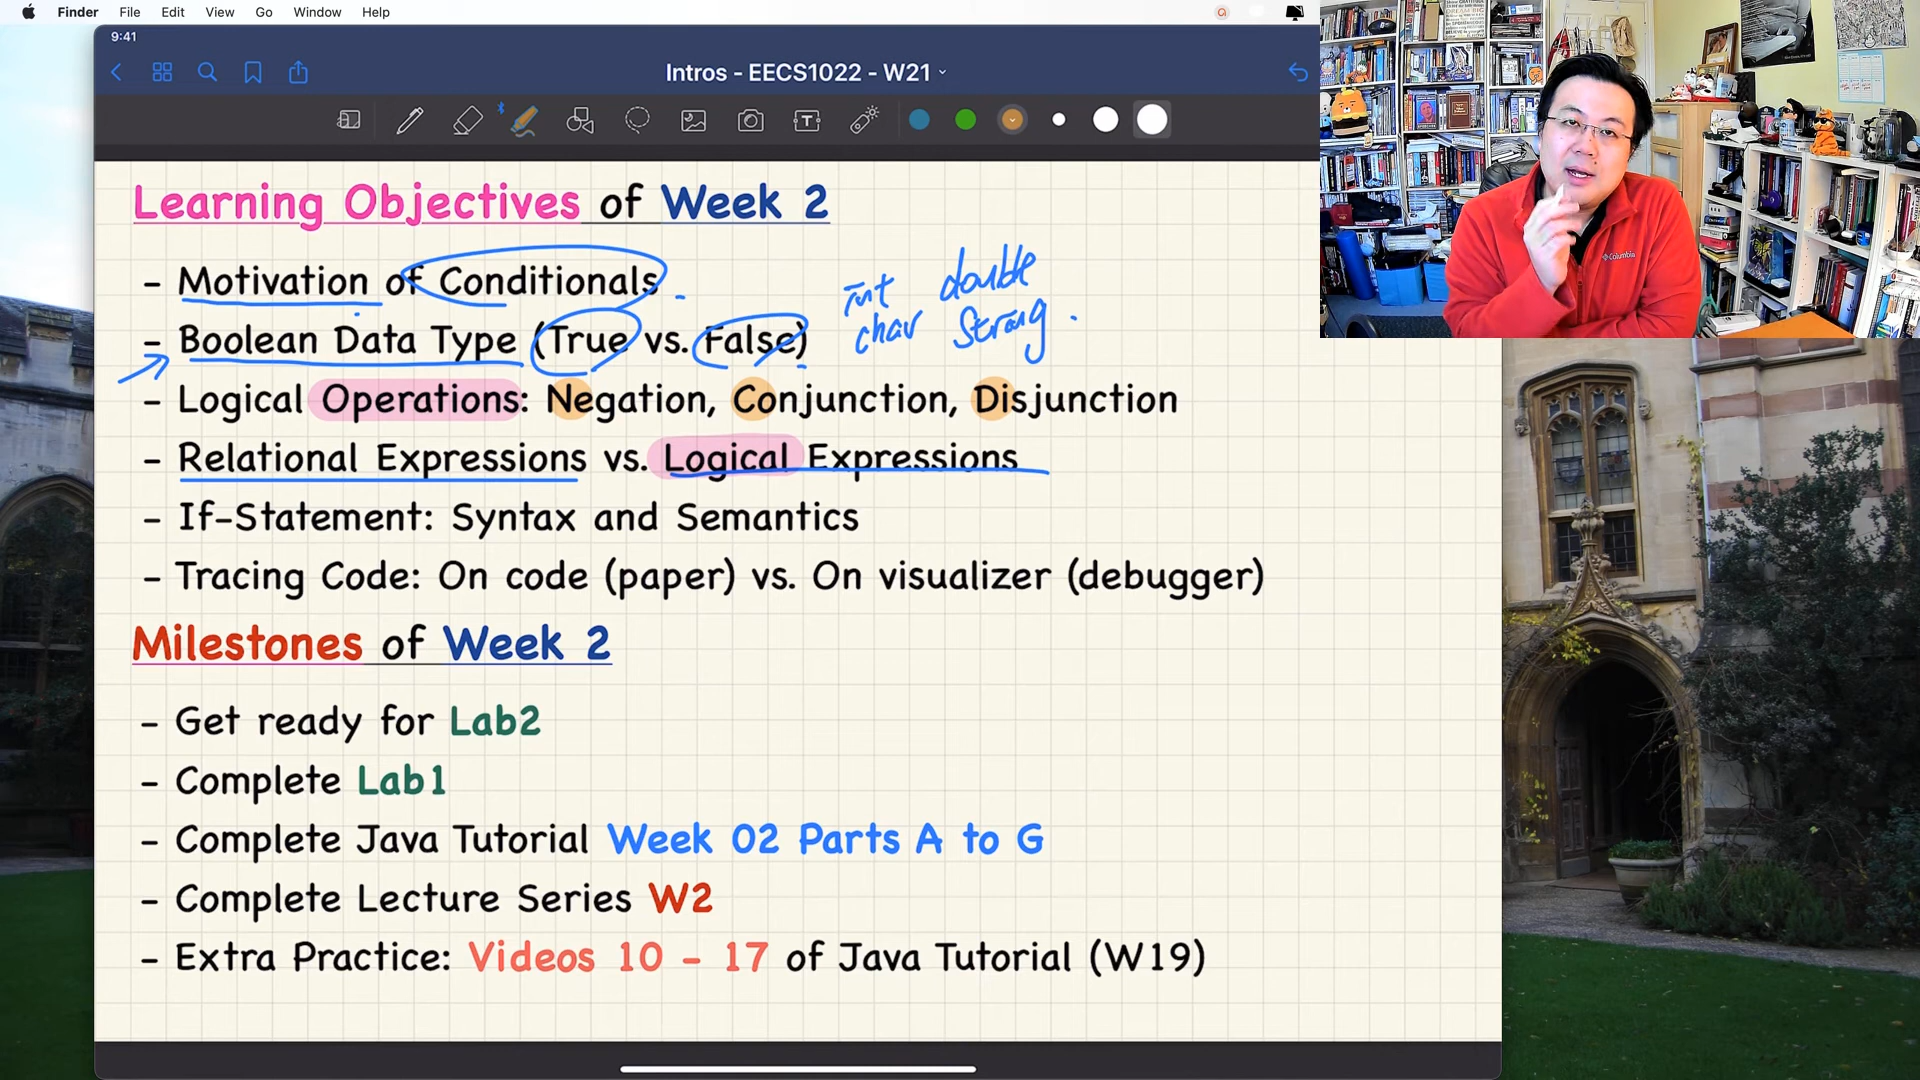 Finder File Edit View Go Window Help
9:41
Intros - EECS1022 - W21
Learning Objectives of Week 2
- Motivation of Conditionals
int double
- Boolean Data Type (True vs. False)
char String.
- Logical Operations: Negation, Conjunction, Disjunction
- Relational Expressions vs. Logical Expressions
- If-Statement: Syntax and Semantics
- Tracing Code: On code (paper) vs. On visualizer (debugger)
Milestones of Week 2
- Get ready for Lab2
- Complete Lab1
- Complete Java Tutorial Week 02 Parts A to G
- Complete Lecture Series W2
- Extra Practice: Videos 10 - 17 of Java Tutorial (W19)
Columbia